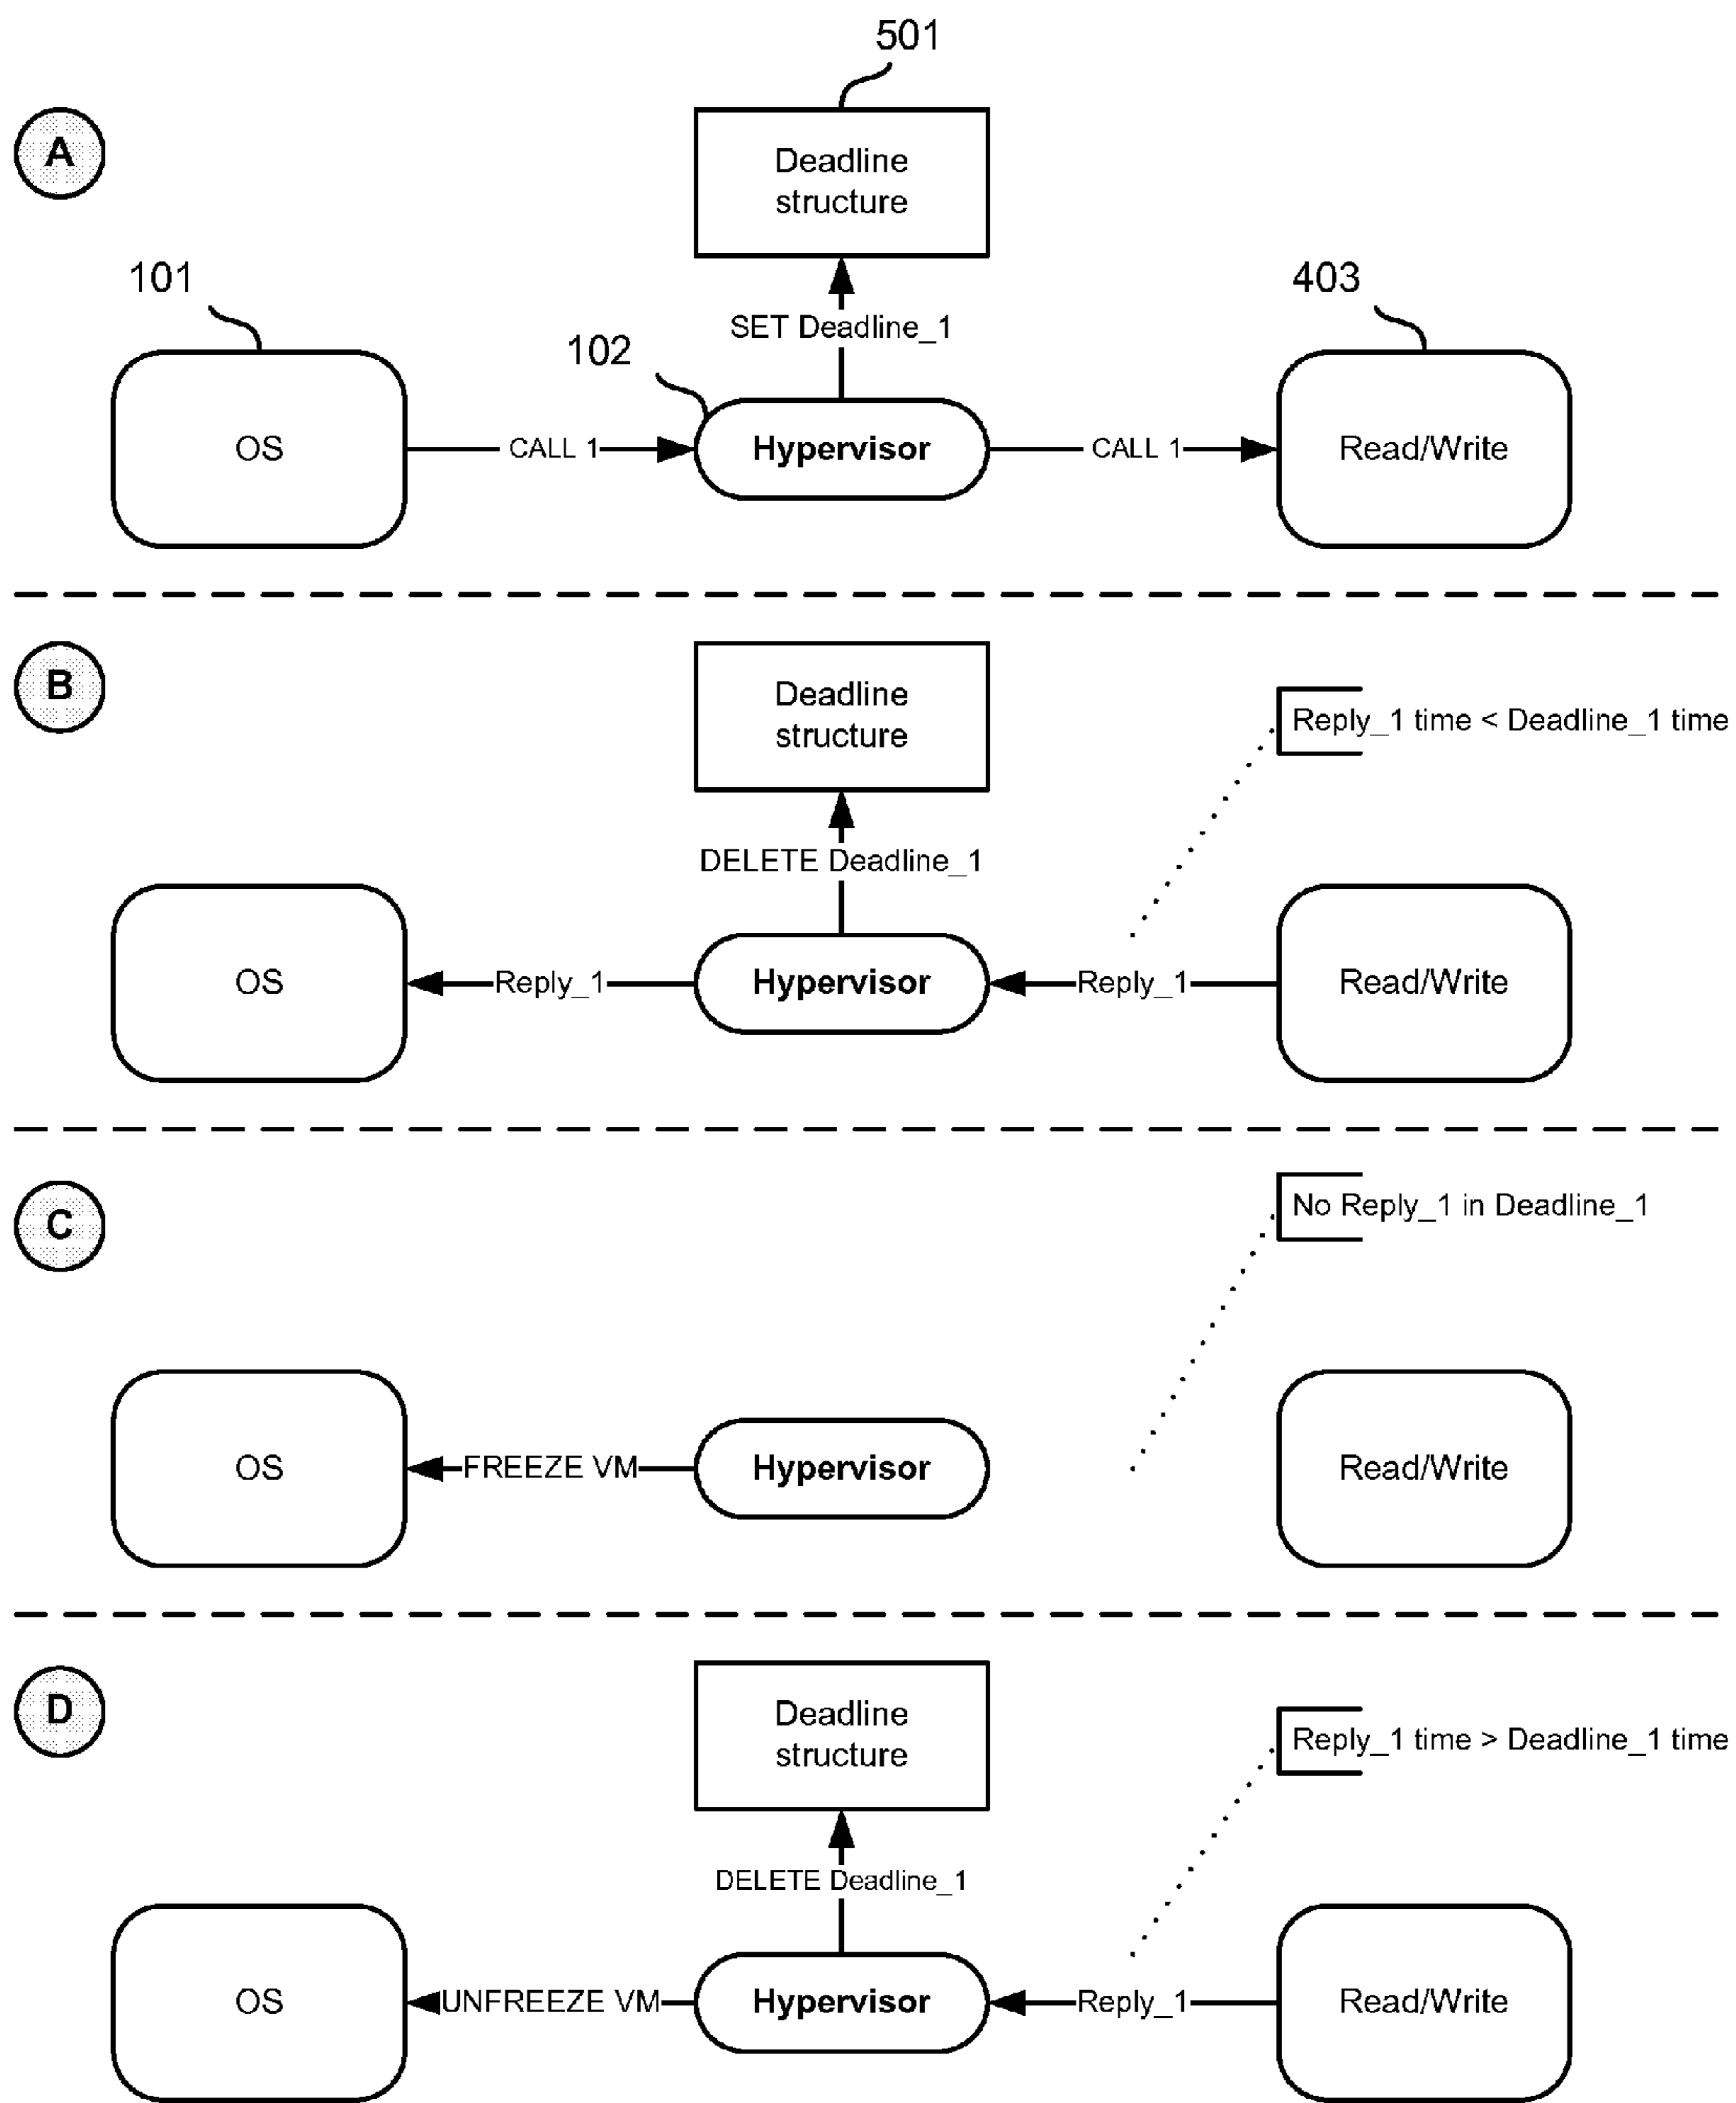 501
A
Deadline
structure
101
403
SET Deadline_1
102
OS
CALL 1
Hypervisor
CALL 1
Read/Write
B
Deadline
structure
Reply_1 time < Deadline_1 time
DELETE Deadline_1
OS
Reply_1
Hypervisor
Reply_1
Read/Write
C
No Reply_1 in Deadline_1
OS
FREEZE VM
Hypervisor
Read/Write
D
Deadline
structure
Reply_1 time > Deadline_1 time
DELETE Deadline_1
OS
UNFREEZE VM
Hypervisor
Reply_1
Read/Write